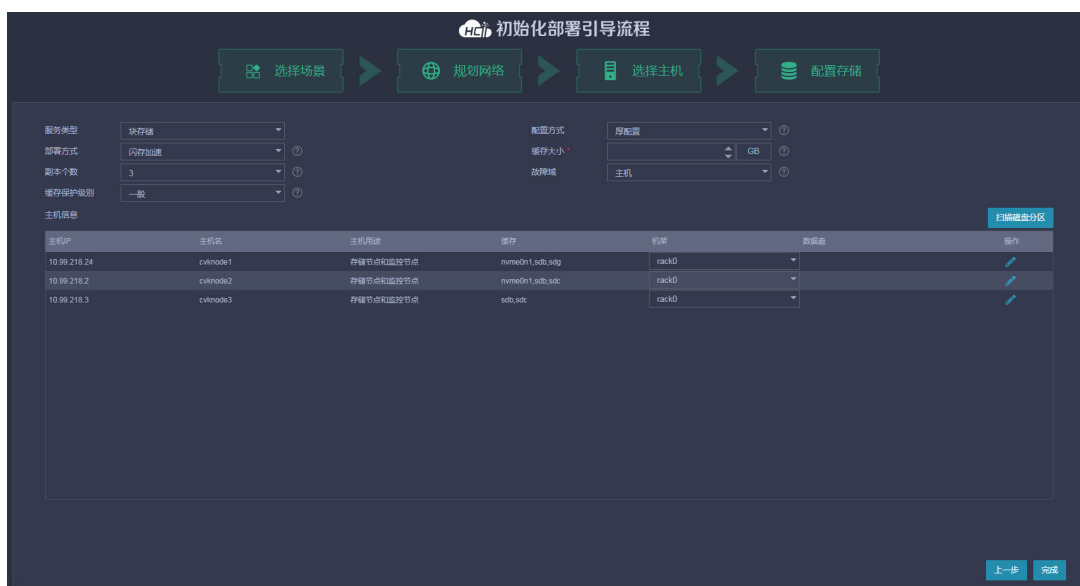 HCI 初始化部署引导流程
选择场景 规划网络 选择主机 配置存储
服务类型 块存储 配置方式 厚配置
部署方式 闪存加速 缓存大小* GB
副本个数 3 故障域 主机
缓存保护级别 一般
主机信息
扫描磁盘分区
主机IP 主机名 主机用途 缓存 机架 数据盘 操作
10.99.218.24 cvknode1 存储节点和监控节点 nvme0n1,sdb,sdg rack0
10.99.218.2 cvknode2 存储节点和监控节点 nvme0n1,sdb,sdc rack0
10.99.218.3 cvknode3 存储节点和监控节点 sdb,sdc rack0
上一步 完成